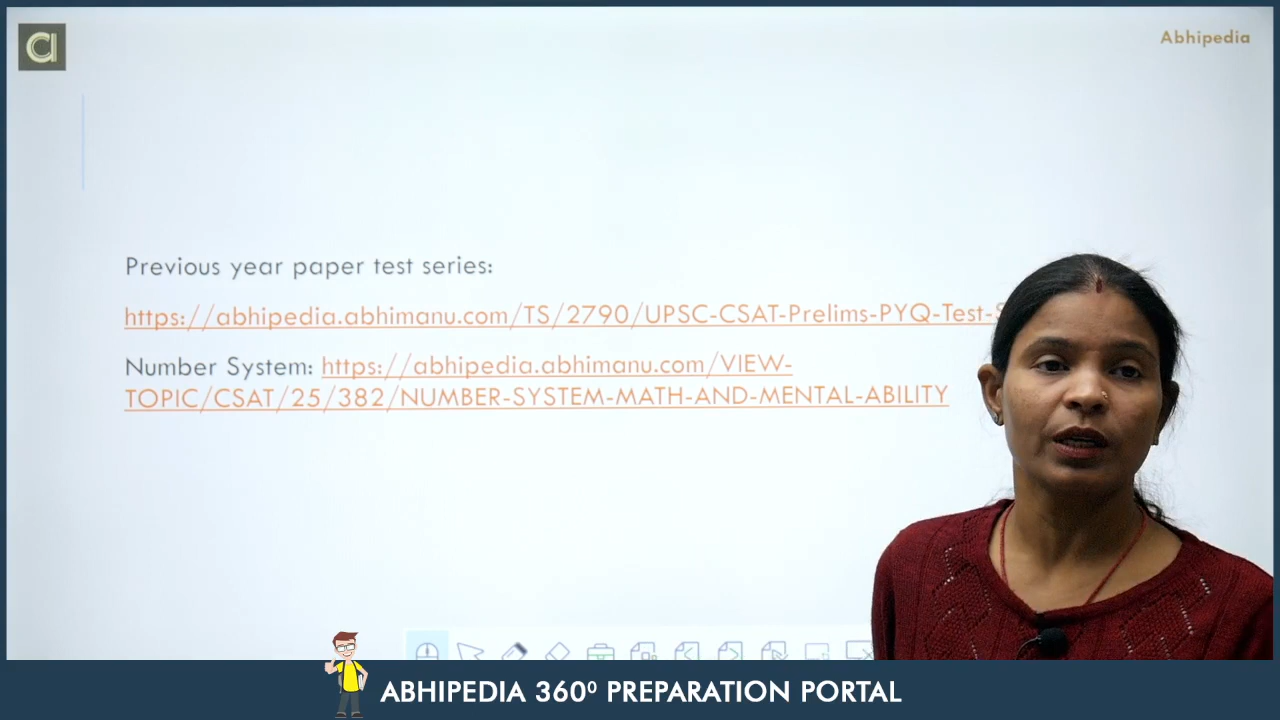 Abhipedia
Previous year paper test series:
https://abhipedia.abhimanu.com/TS/2790/UPSC-CSAT-Prelims-PYQ-Test-S
Number System: https://abhipedia.abhimanu.com/VIEW-
TOPIC/CSAT/25/382/NUMBER-SYSTEM-MATH-AND-MENTAL-ABILITY
ABHIPEDIA 360⁰ PREPARATION PORTAL